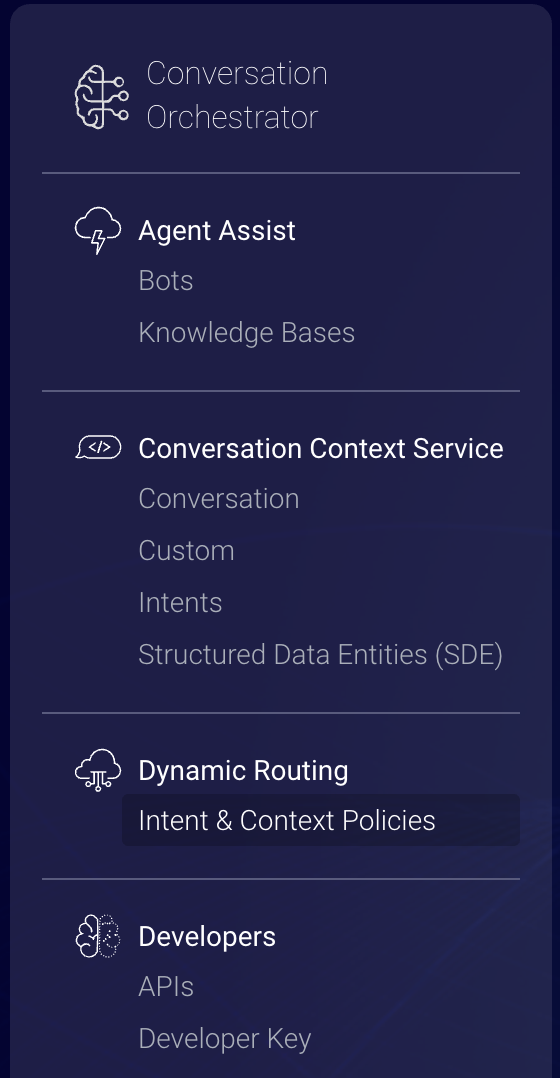 Conversation
Orchestrator
Agent Assist
Bots
Knowledge Bases
</>
Conversation Context Service
Conversation
Custom
Intents
Structured Data Entities (SDE)
Dynamic Routing
Intent & Context Policies
Developers
APIs
Developer Key